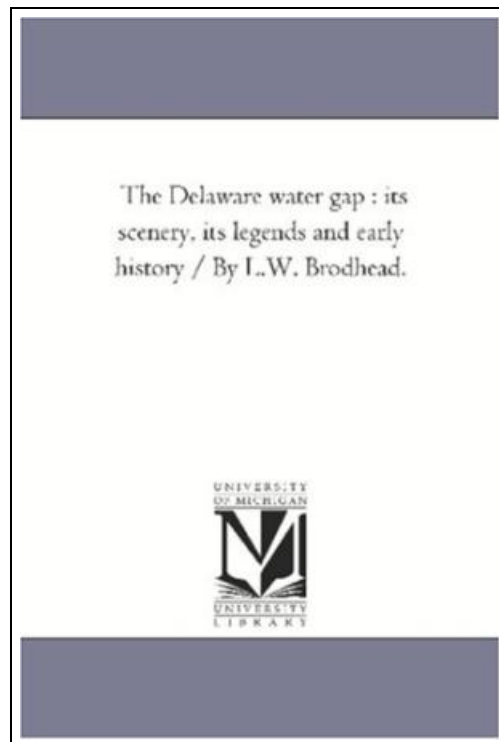 The Delaware water gap : its
scenery, its legends and early
history / By L.W. Brodhead.
UNIVERSITY
OF MICHIGAN
UNIVERSITY
LIBRARY